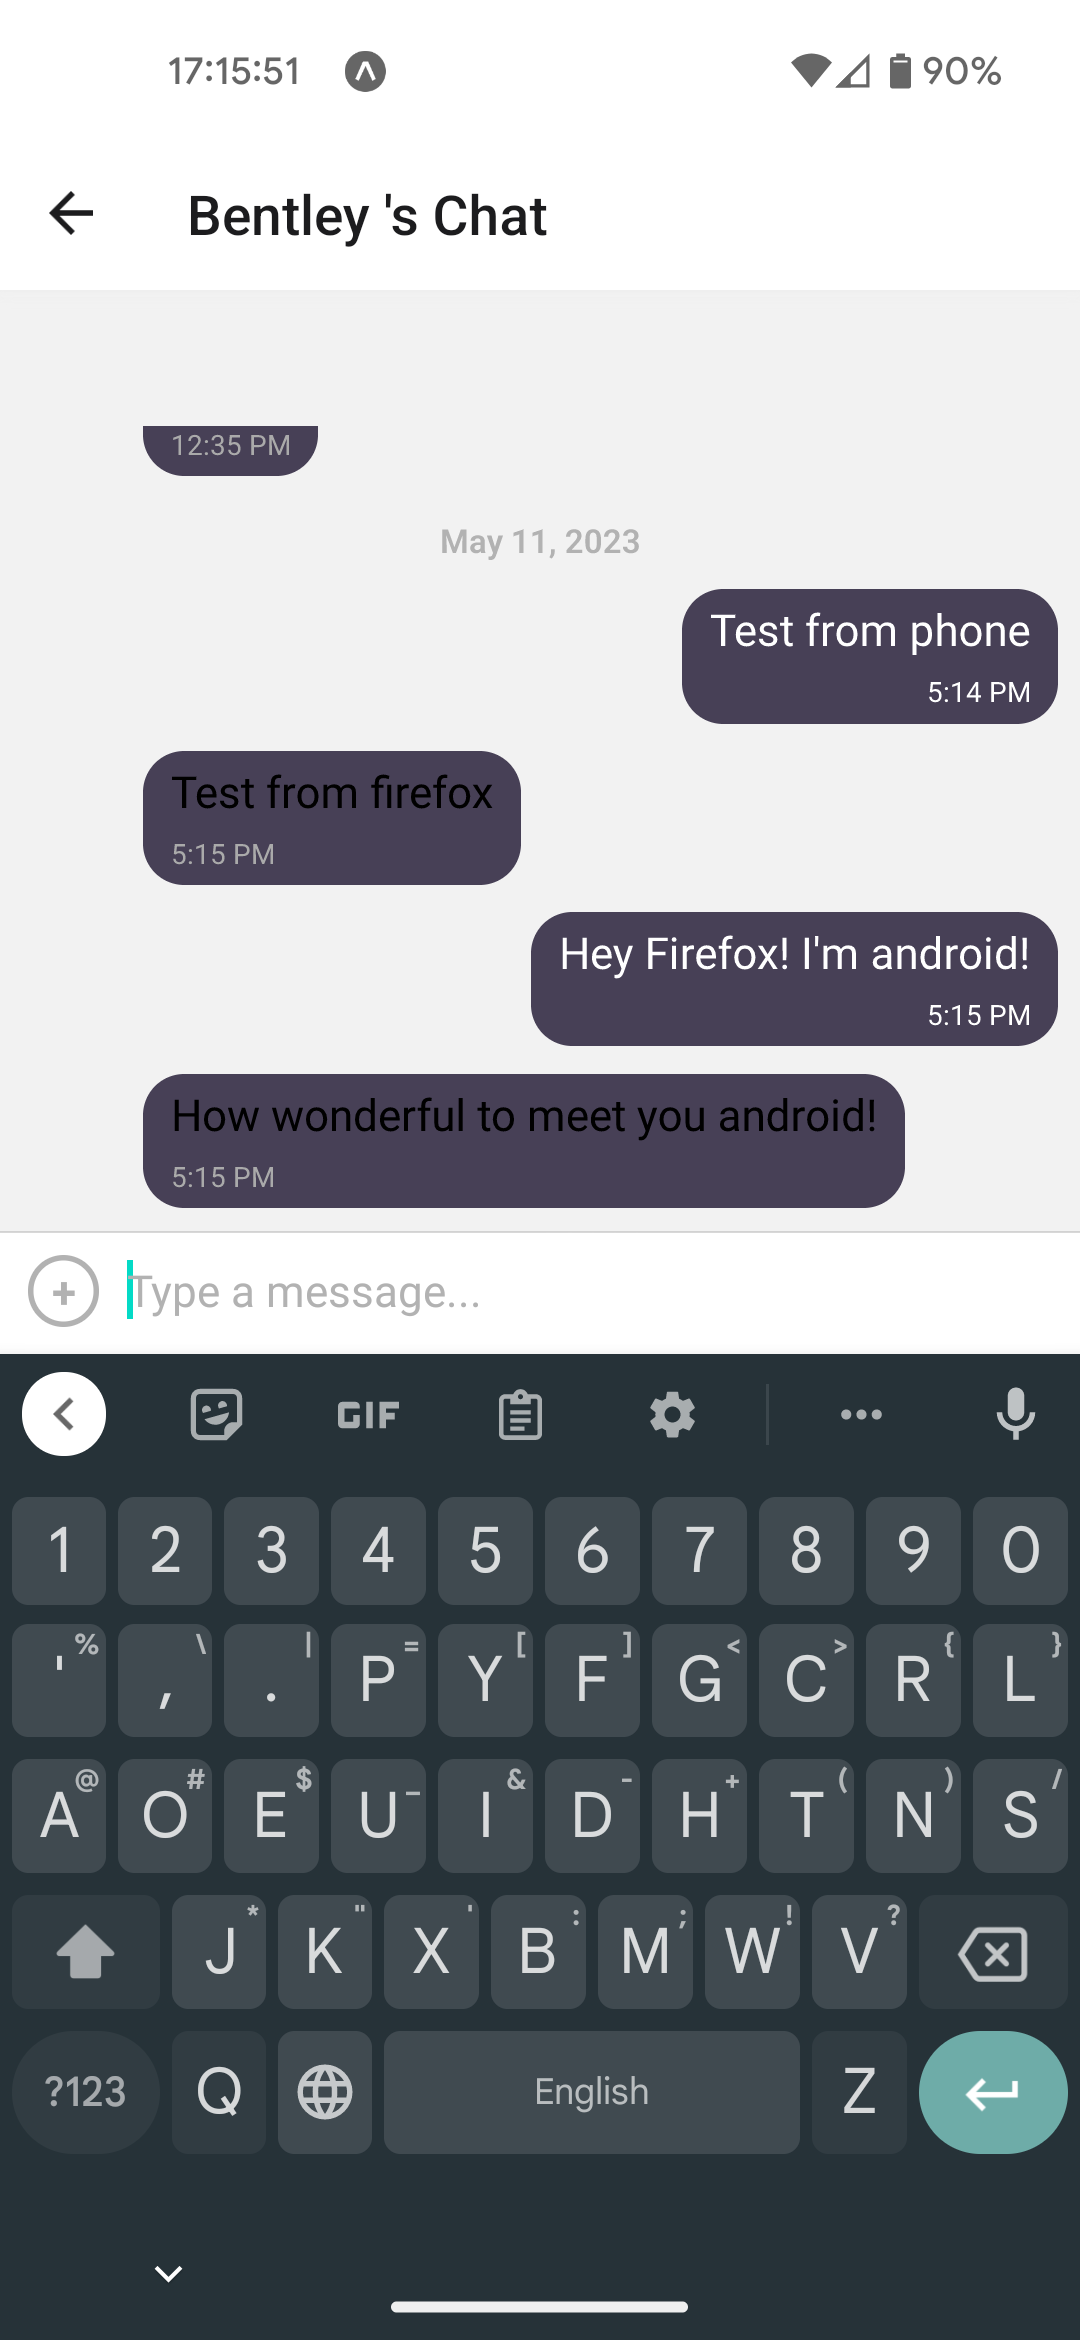 17:15:51 90%
Bentley 's Chat
12:35 PM
May 11, 2023
Test from phone
5:14 PM
Test from firefox
5:15 PM
Hey Firefox! I'm android!
5:15 PM
How wonderful to meet you android!
5:15 PM
Type a message...
GIF
1 2 3 4 5 6 7 8 9 0
% \ | = [ ] < > { }
' , . P Y F G C R L
@ # $ _ & - + ( ) /
A O E U I D H T N S
* " ' : ; ! ?
J K X B M W V
?123 Q English Z